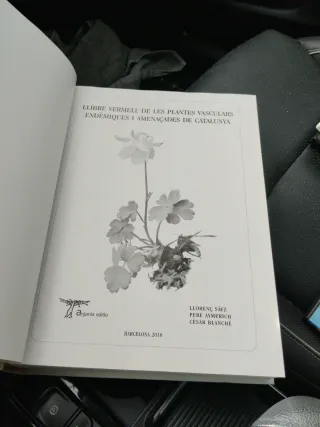 LLIBRE VERMELL DE LES PLANTES VASCULARS
ENDÈMIQUES I AMENAÇADES DE CATALUNYA
Argania editio
LLORENÇ SÁEZ
PERE AYMERICH
CÈSAR BLANCHÉ
BARCELONA 2010